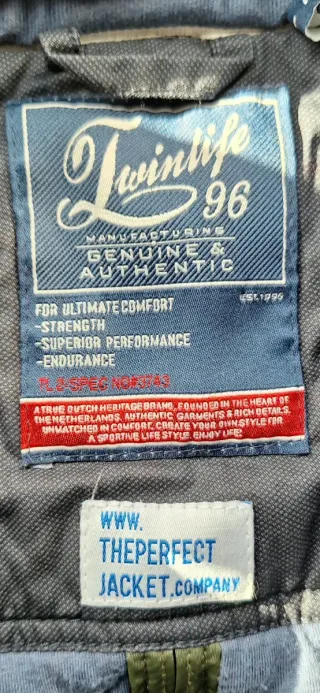 Twinlife
96
MANUFACTURING
GENUINE &
AUTHENTIC
EST.1996
FOR ULTIMATE COMFORT
-STRENGTH
-SUPERIOR PERFORMANCE
-ENDURANCE
A TRUE DUTCH HERITAGE BRAND, FOUNDED IN THE HEART OF
THE NETHERLANDS. AUTHENTIC GARMENTS & RICH DETAILS,
UNMATCHED IN COMFORT. CREATE YOUR OWN STYLE FOR
A SPORTIVE LIFE STYLE. ENJOY LIFE!
WWW.
THEPERFECT
JACKET.COMPANY